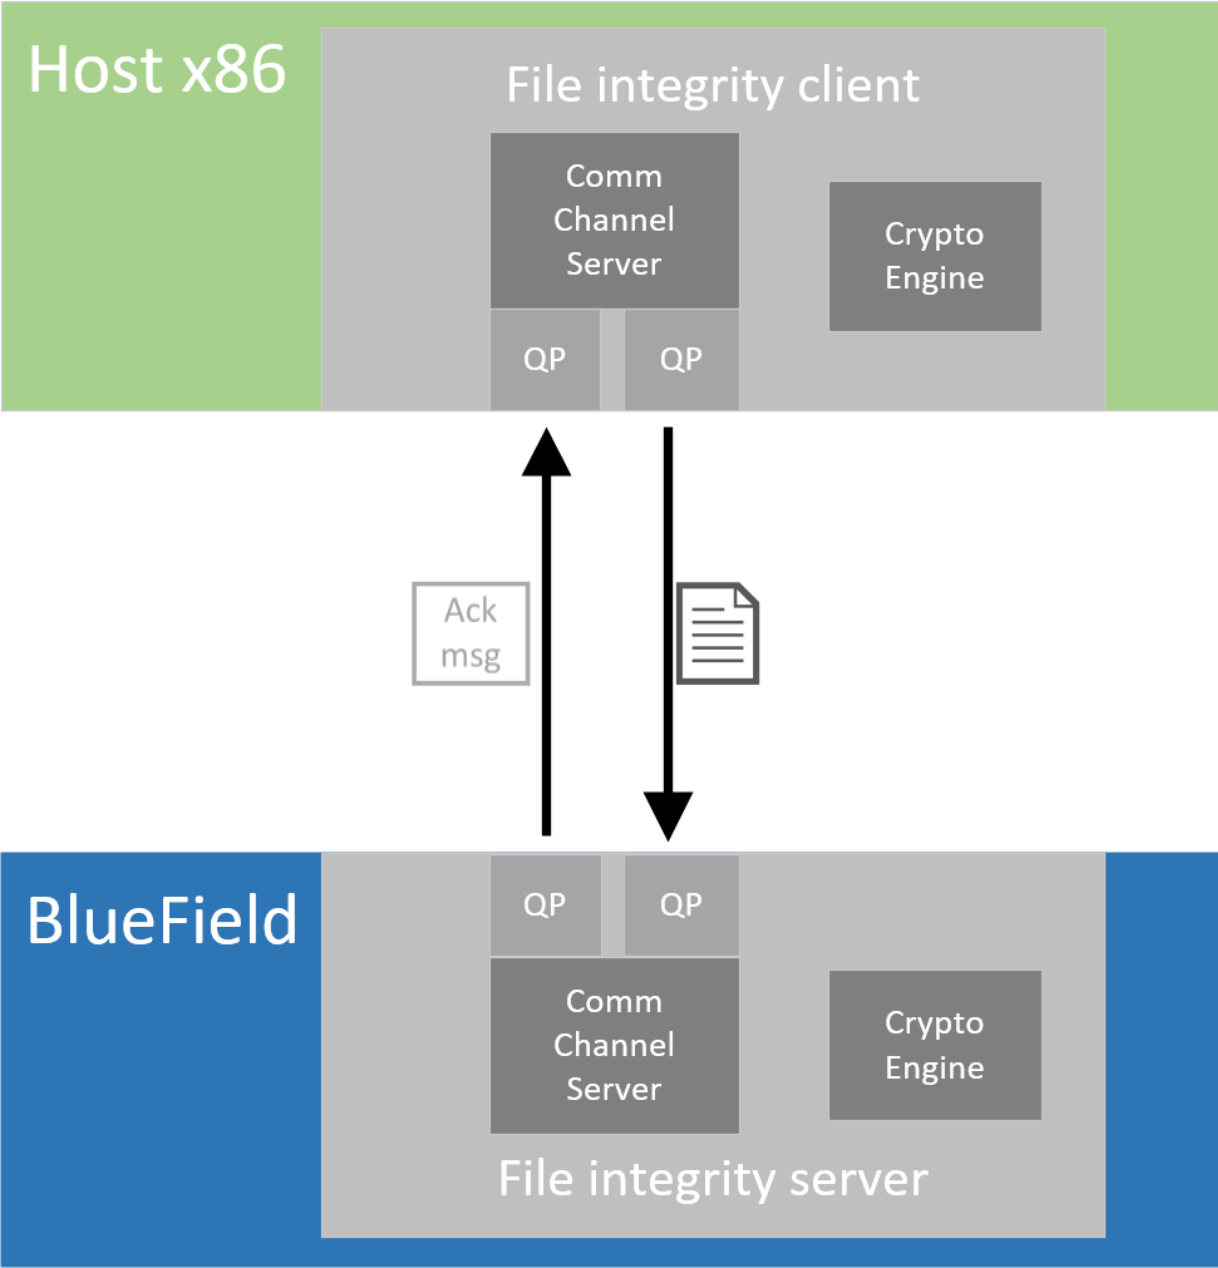 Host x86
File integrity client
Comm
Channel
Server
Crypto
Engine
QP
QP
Ack
msg
BlueField
QP
QP
Comm
Channel
Server
Crypto
Engine
File integrity server